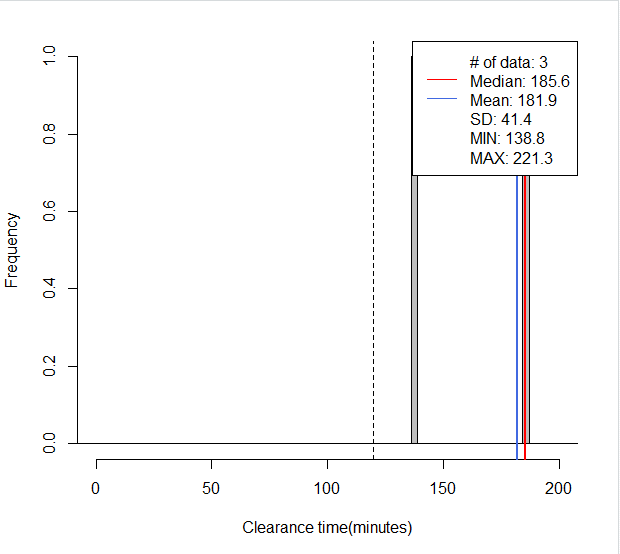 # of data: 3
Median: 185.6
Mean: 181.9
SD: 41.4
MIN: 138.8
MAX: 221.3
Frequency
1.0
0.8
0.6
0.4
0.2
0.0
0 50 100 150 200
Clearance time(minutes)